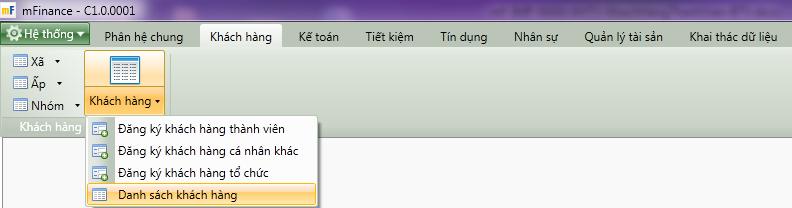 mF mFinance - C1.0.0001
Hệ thống Phân hệ chung Khách hàng Kế toán Tiết kiệm Tín dụng Nhân sự Quản lý tài sản Khai thác dữ liệu
Xã
Ấp
Nhóm
Khách hàng
Khách hàng
Đăng ký khách hàng thành viên
Đăng ký khách hàng cá nhân khác
Đăng ký khách hàng tổ chức
Danh sách khách hàng